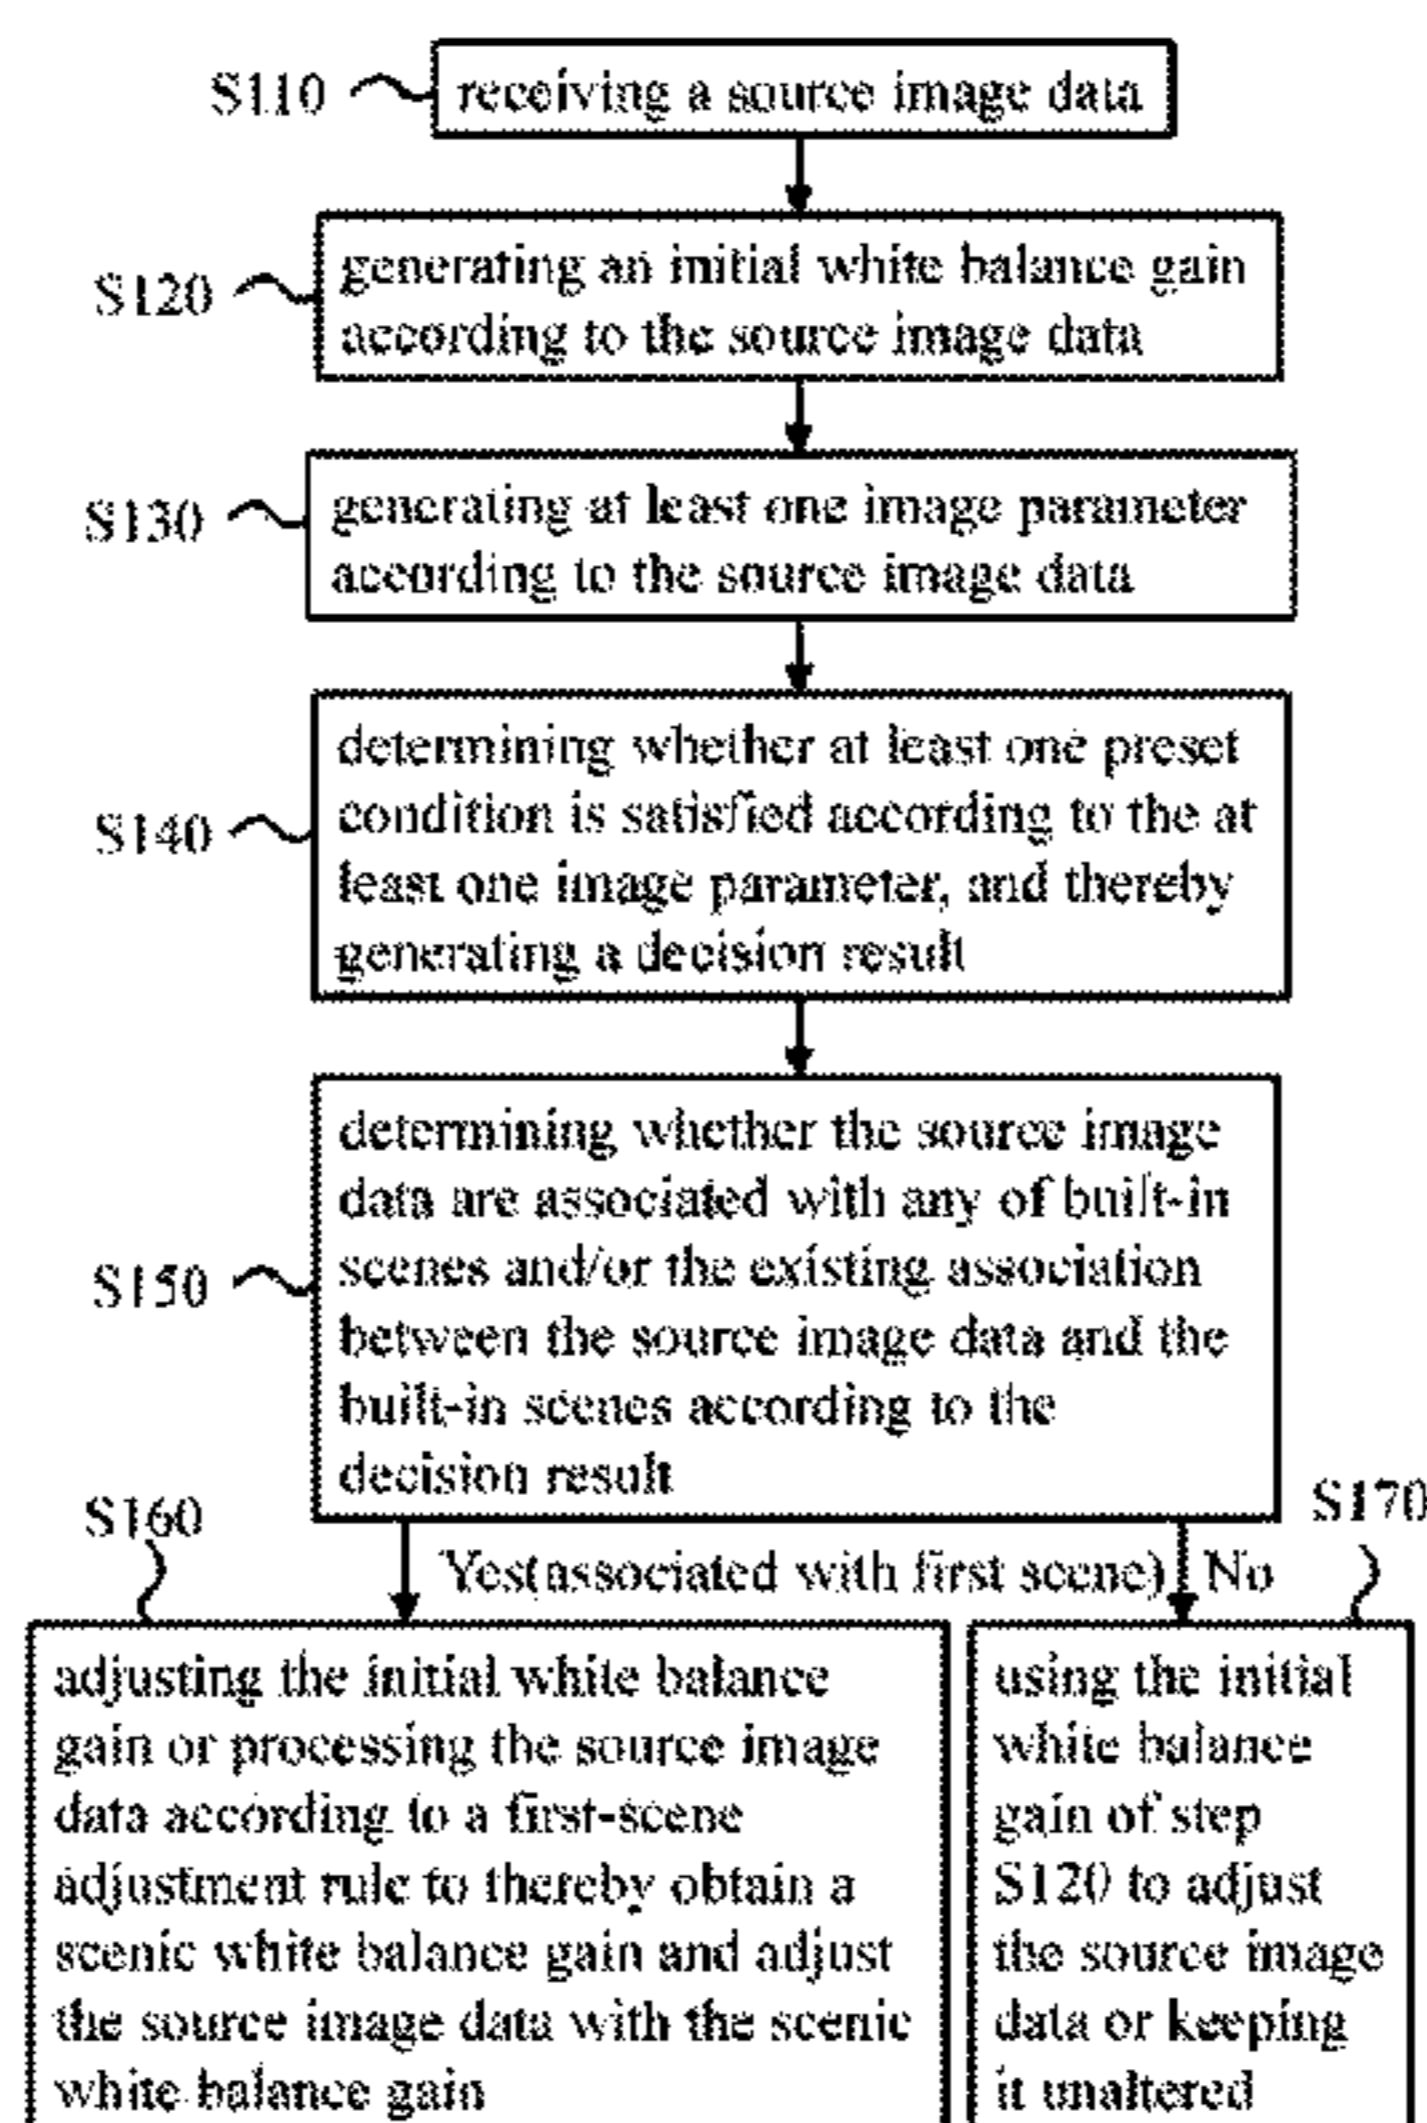 S110
receiving a source image data
S120
generating an initial white balance gain
according to the source image data
S130
generating at least one image parameter
according to the source image data
S140
determining whether at least one preset
condition is satisfied according to the at
least one image parameter, and thereby
generating a decision result
S150
determining whether the source image
data are associated with any of built-in
scenes and/or the existing association
between the source image data and the
built-in scenes according to the
decision result
S160
Yes(associated with first scene)
No
S170
adjusting the initial white balance
gain or processing the source image
data according to a first-scene
adjustment rule to thereby obtain a
scenic white balance gain and adjust
the source image data with the scenic
white balance gain
using the initial
white balance
gain of step
S120 to adjust
the source image
data or keeping
it unaltered